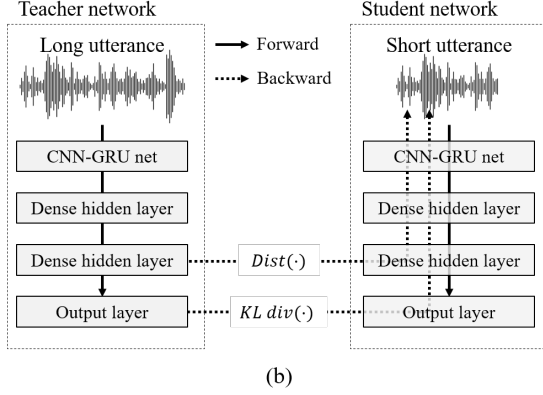 Teacher network
Student network
Long utterance
Forward
Backward
Short utterance
CNN-GRU net
CNN-GRU net
Dense hidden layer
Dense hidden layer
Dense hidden layer
Dist(·)
Dense hidden layer
Output layer
KL div(·)
Output layer
(b)